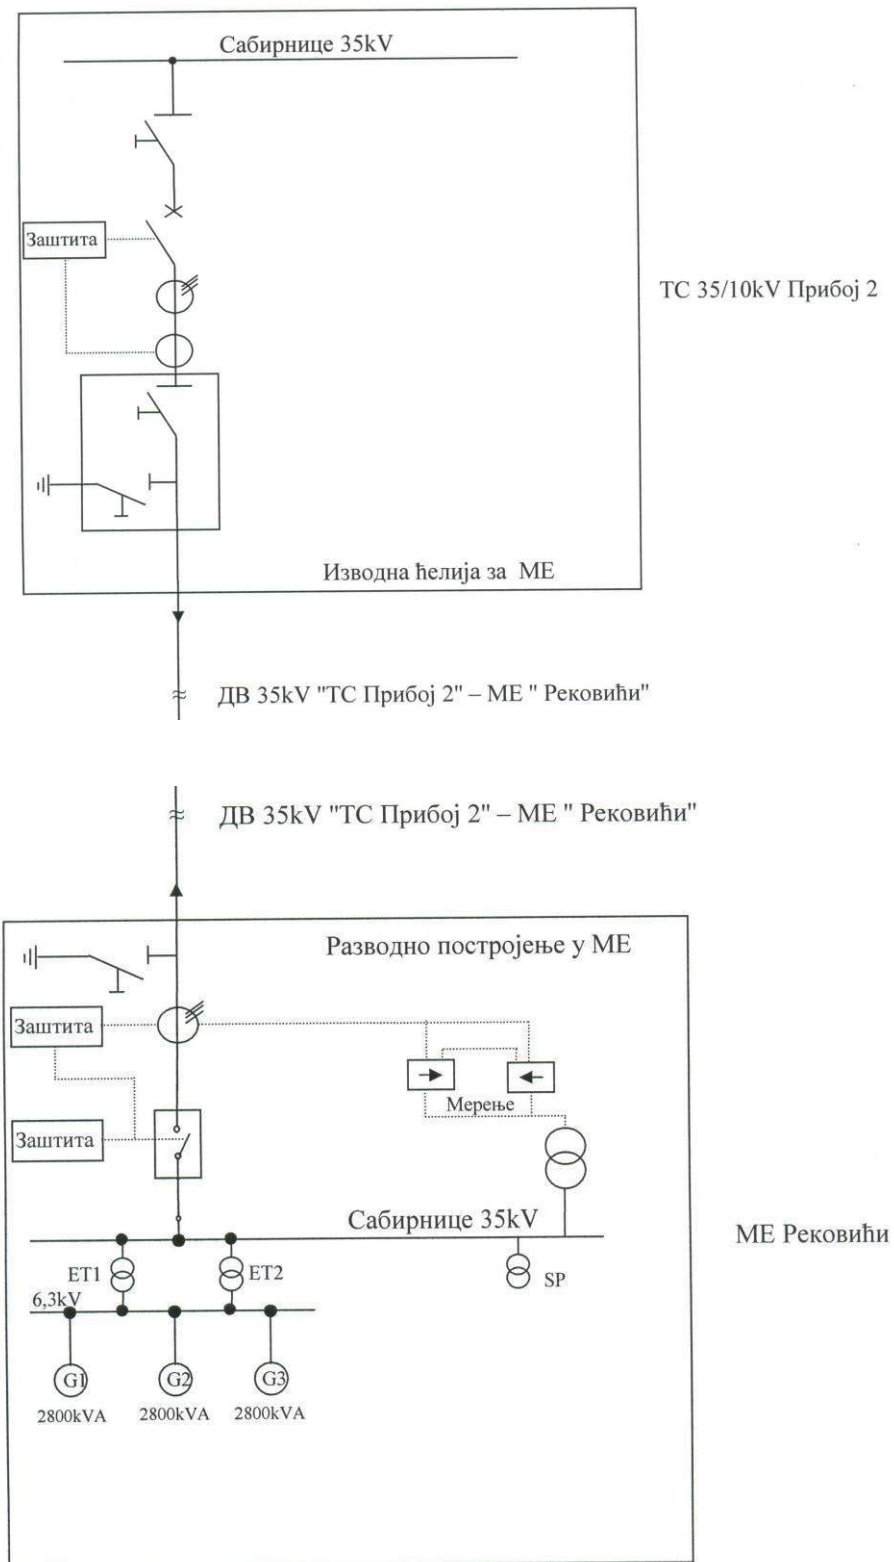 Сабирнице 35kV
Заштита
ТС 35/10kV Прибој 2
Изводна ћелија за МЕ
ДВ 35kV "ТС Прибој 2" – МЕ " Рековићи"
ДВ 35kV "ТС Прибој 2" – МЕ " Рековићи"
Разводно постројење у МЕ
Заштита
Мерење
Заштита
Сабирнице 35kV
МЕ Рековићи
ET1
ET2
SP
6,3kV
G1
G2
G3
2800kVA
2800kVA
2800kVA